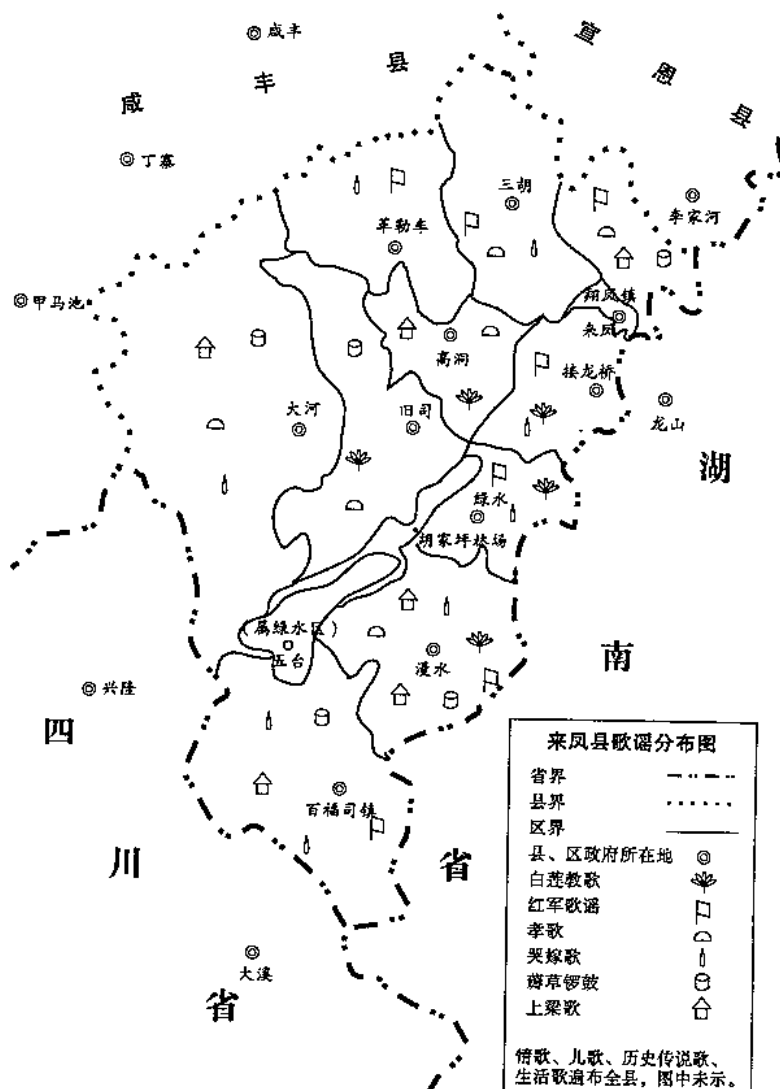 咸丰
宣恩县
咸丰县
丁寨
三胡
李家河
革勒车
翔凤镇
甲马池
来凤
高洞
接龙桥
大河
旧司
龙山
湖
绿水
胡家坪林场
(属绿水区)
五台
漫水
南
兴隆
四
百福司镇
川
省
大溪
省
来凤县歌谣分布图
省界
县界
区界
县、区政府所在地
白莲教歌
红军歌谣
孝歌
哭嫁歌
薅草锣鼓
上梁歌
情歌、儿歌、历史传说歌、
生活歌遍布全县，图中未示。